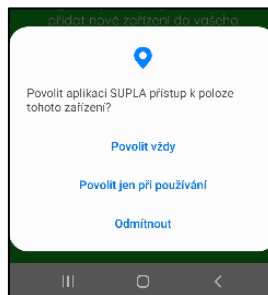 přidat nové zařízení do vašeho
Povolit aplikaci SUPLA přístup k poloze
tohoto zařízení?
Povolit vždy
Povolit jen při používání
Odmítnout